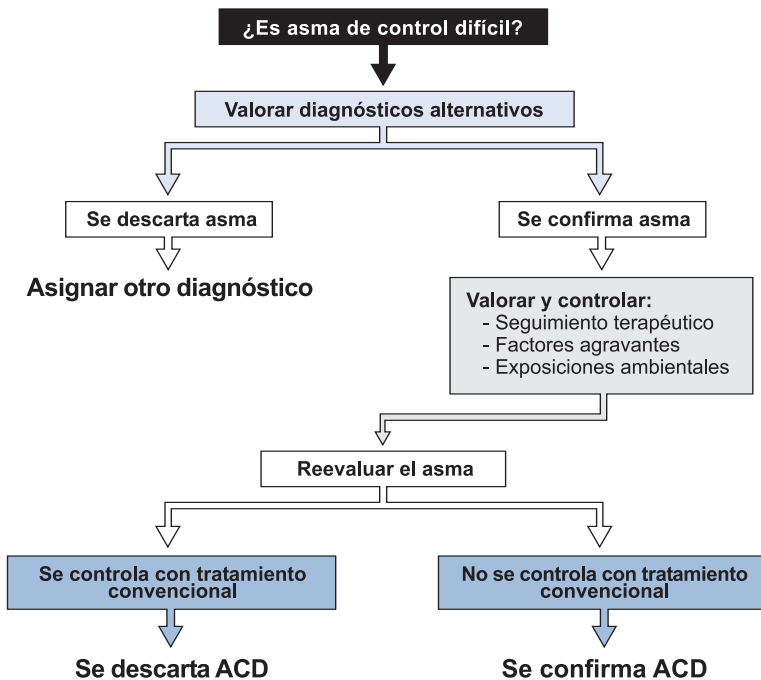 ¿Es asma de control difícil?
Valorar diagnósticos alternativos
Se descarta asma
Se confirma asma
Asignar otro diagnóstico
Valorar y controlar:
- Seguimiento terapéutico
- Factores agravantes
- Exposiciones ambientales
Reevaluar el asma
Se controla con tratamiento
convencional
No se controla con tratamiento
convencional
Se descarta ACD
Se confirma ACD